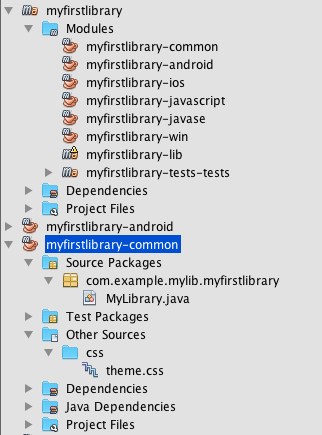 myfirstlibrary
Modules
myfirstlibrary-common
myfirstlibrary-android
myfirstlibrary-ios
myfirstlibrary-javascript
myfirstlibrary-javase
myfirstlibrary-win
myfirstlibrary-lib
myfirstlibrary-tests-tests
Dependencies
Project Files
myfirstlibrary-android
myfirstlibrary-common
Source Packages
com.example.mylib.myfirstlibrary
MyLibrary.java
Test Packages
Other Sources
css
theme.css
Dependencies
Java Dependencies
Project Files